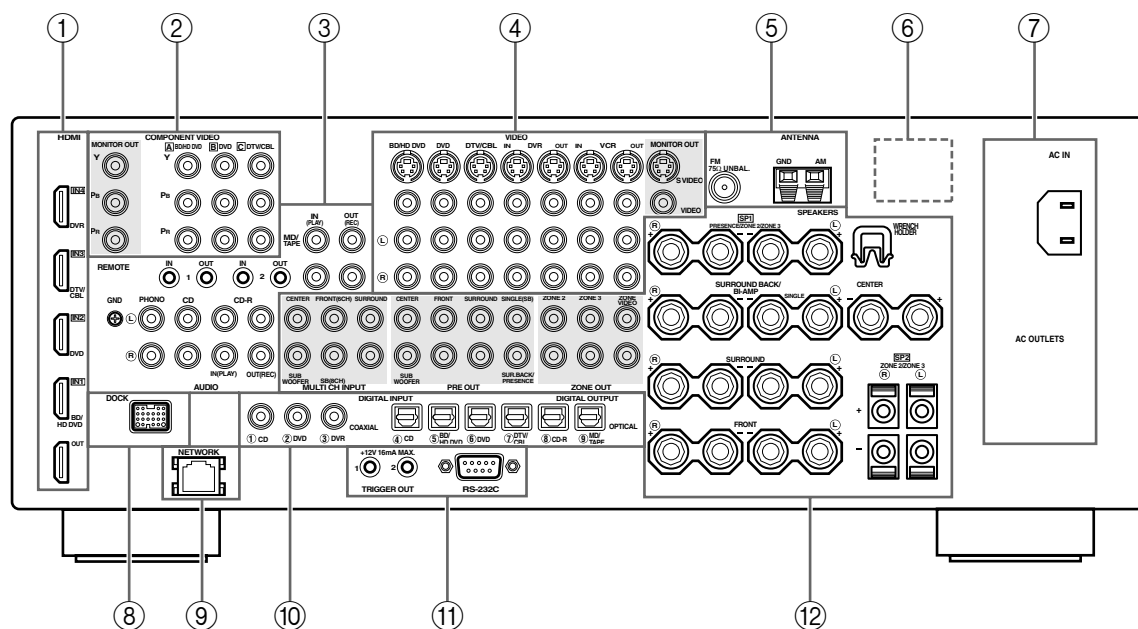 ① ② ③ ④ ⑤ ⑥ ⑦
HDMI
COMPONENT VIDEO
MONITOR OUT
A BD/HD DVD
B DVD
C DTV/CBL
Y
Y
PB
PB
PR
PR
IN4
DVR
IN3
DTV/
CBL
IN2
DVD
IN1
BD/
HD DVD
OUT
VIDEO
BD/HD DVD
DVD
DTV/CBL
IN DVR OUT
IN VCR OUT
MONITOR OUT
S VIDEO
VIDEO
MD/
TAPE
IN
(PLAY)
OUT
(REC)
L
R
ANTENNA
FM
75Ω UNBAL.
GND
AM
AC IN
AC OUTLETS
REMOTE
IN 1 OUT
IN 2 OUT
GND
PHONO
CD
CD-R
L
R
IN(PLAY)
OUT(REC)
AUDIO
CENTER
FRONT(6CH)
SURROUND
SUB
WOOFER
SB(8CH)
MULTI CH INPUT
CENTER
FRONT
SURROUND
SINGLE(SB)
SUB
WOOFER
SUR.BACK/
PRESENCE
PRE OUT
ZONE 2
ZONE 3
ZONE
VIDEO
ZONE OUT
SPEAKERS
SP1
PRESENCE/ZONE 2/ZONE 3
R
L
+ +
WRENCH
HOLDER
SURROUND BACK/
BI-AMP
SINGLE
R
L
+ +
CENTER
− +
SURROUND
R
L
+ +
SP2
ZONE 2/ZONE 3
R
L
+
−
FRONT
R
L
+ +
DOCK
NETWORK
DIGITAL INPUT
DIGITAL OUTPUT
① CD
② DVD
③ DVR
COAXIAL
④ CD
⑤ BD/
HD DVD
⑥ DVD
⑦ DTV/
CBL
⑧ CD-R
⑨ MD/
TAPE
OPTICAL
+12V 16mA MAX.
1
2
TRIGGER OUT
RS-232C
⑧ ⑨ ⑩ ⑪ ⑫